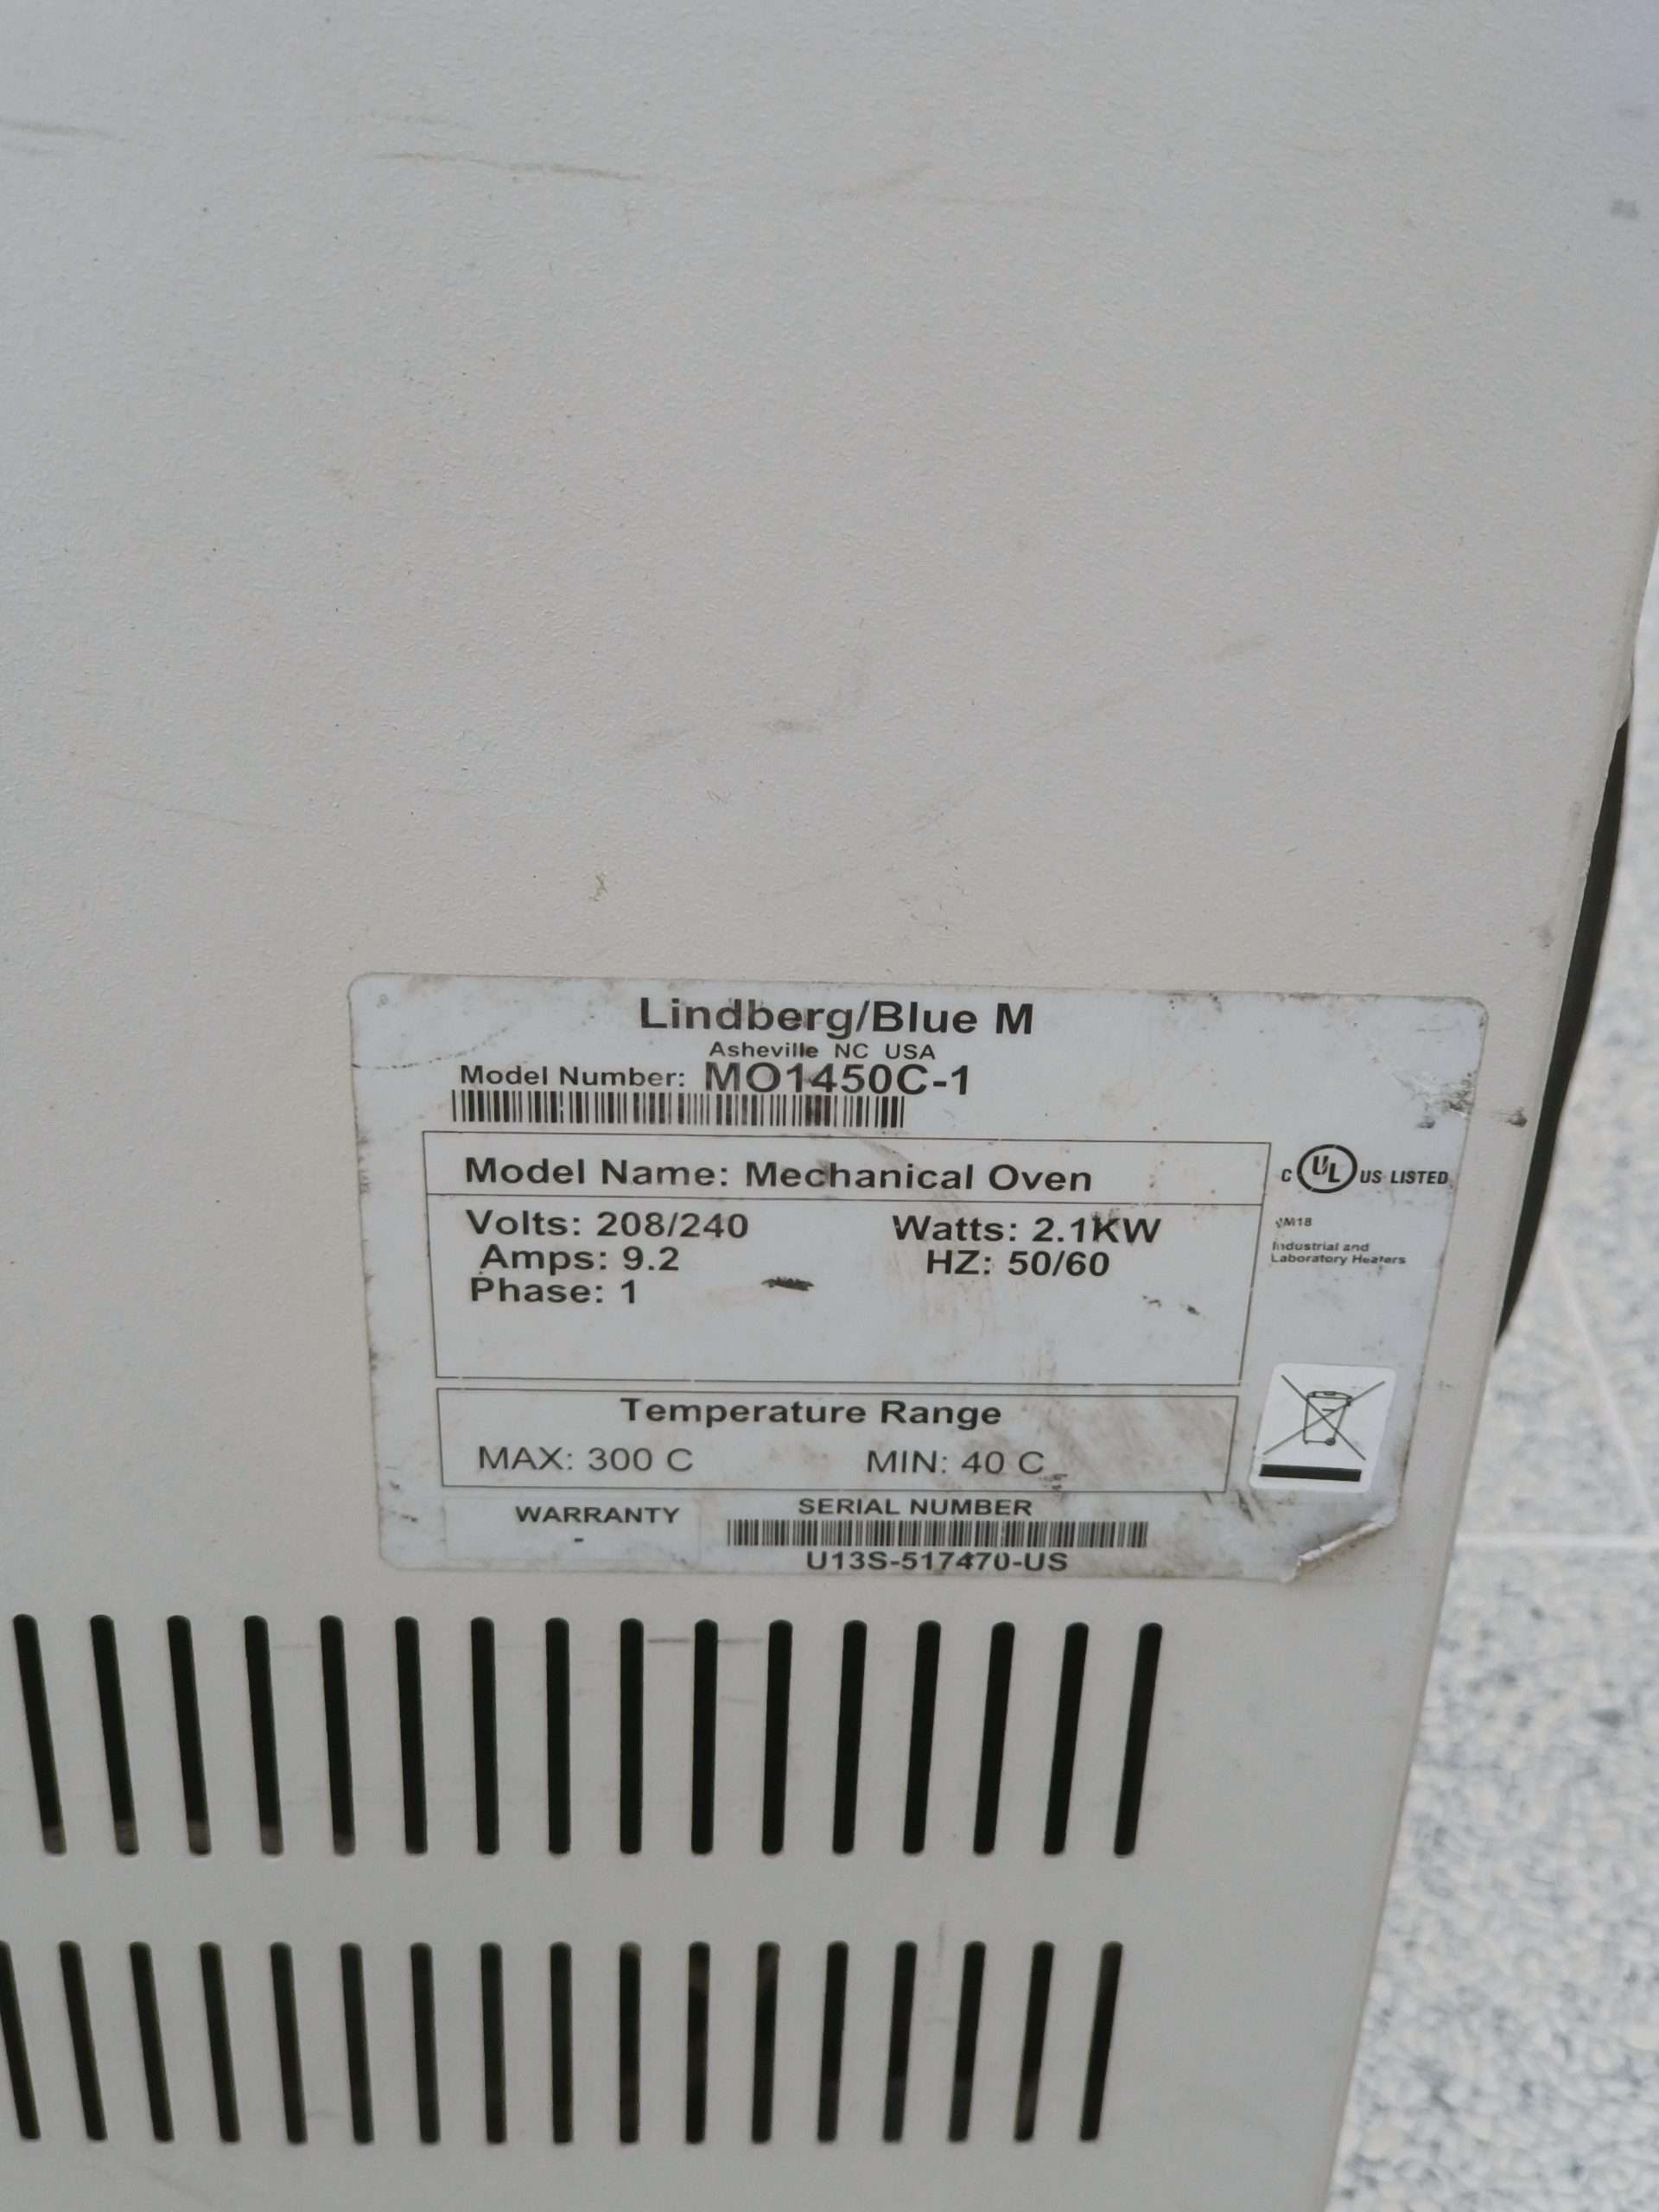 Lindberg/Blue M
Asheville NC USA
Model Number: MO1450C-1
Model Name: Mechanical Oven
C UL US LISTED
Volts: 208/240 Watts: 2.1KW
Amps: 9.2 HZ: 50/60
Phase: 1
Industrial and
Laboratory Heaters
Temperature Range
MAX: 300 C MIN: 40 C
WARRANTY
-
SERIAL NUMBER
U13S-517470-US